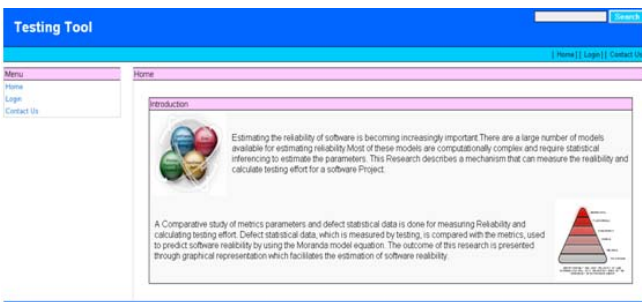 Testing Tool
Search
[ Home ] [ Login ] [ Contact Us
Menu
Home
Login
Contact Us
Home
Introduction
Estimating the reliability of software is becoming increasingly important There are a large number of models
available for estimating reliability Most of these models are computationally complex and require statistical
inferencing to estimate the parameters. This Research describes a mechanism that can measure the realibility and
calculate testing effort for a software Project.
A Comparative study of metrics parameters and defect statistical data is done for measuring Reliability and
calculating testing effort. Defect statistical data, which is measured by testing, is compared with the metrics, used
to predict software realibility by using the Moranda model equation. The outcome of this research is presented
through graphical representation which facililates the estimation of software realibility.